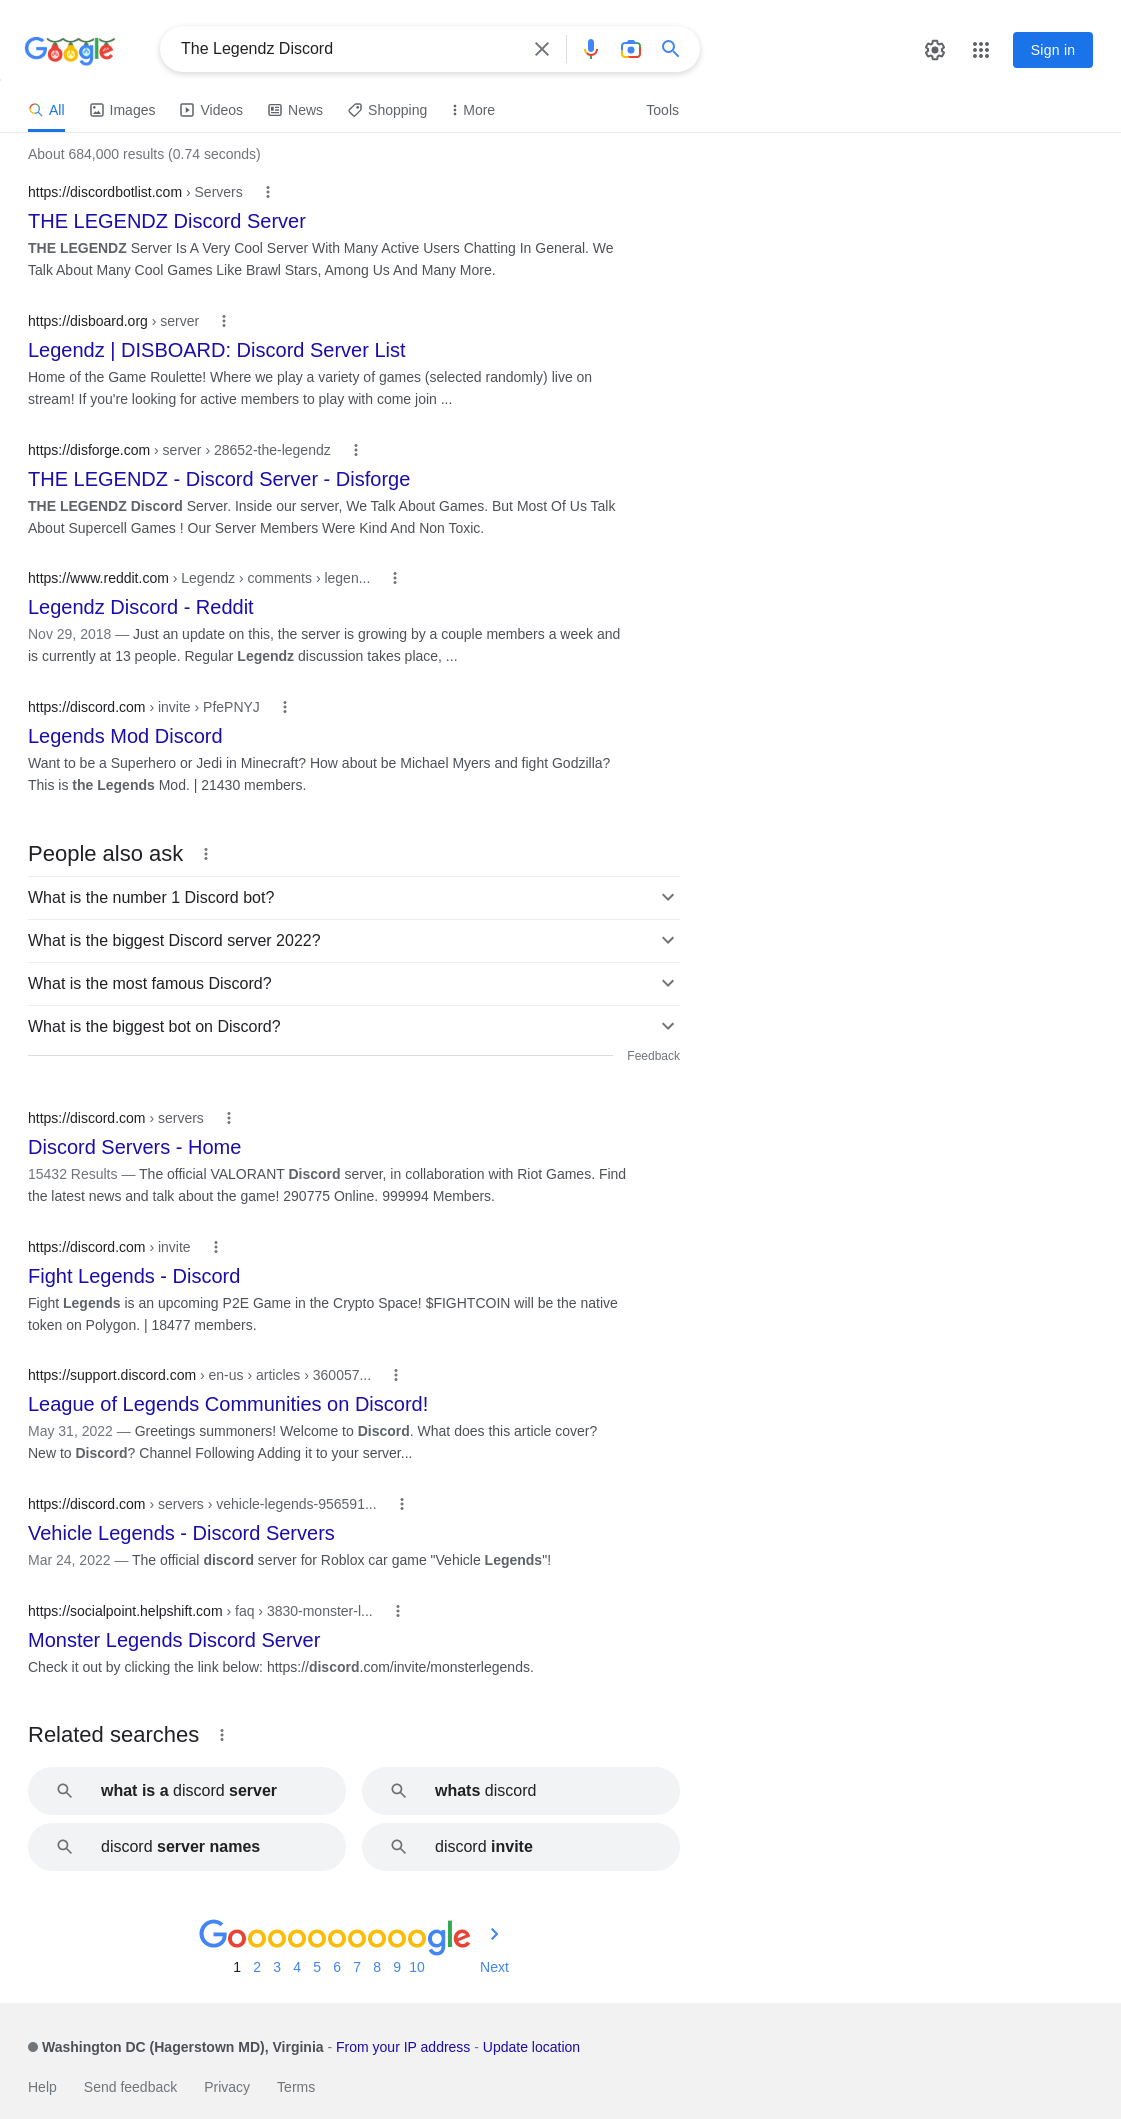 Google
The Legendz Discord
Sign in
All
Images
Videos
News
Shopping
More
Tools
About 684,000 results (0.74 seconds)
https://discordbotlist.com › Servers
THE LEGENDZ Discord Server
THE LEGENDZ Server Is A Very Cool Server With Many Active Users Chatting In General. We
Talk About Many Cool Games Like Brawl Stars, Among Us And Many More.
https://disboard.org › server
Legendz | DISBOARD: Discord Server List
Home of the Game Roulette! Where we play a variety of games (selected randomly) live on
stream! If you're looking for active members to play with come join ...
https://disforge.com › server › 28652-the-legendz
THE LEGENDZ - Discord Server - Disforge
THE LEGENDZ Discord Server. Inside our server, We Talk About Games. But Most Of Us Talk
About Supercell Games ! Our Server Members Were Kind And Non Toxic.
https://www.reddit.com › Legendz › comments › legen...
Legendz Discord - Reddit
Nov 29, 2018 — Just an update on this, the server is growing by a couple members a week and
is currently at 13 people. Regular Legendz discussion takes place, ...
https://discord.com › invite › PfePNYJ
Legends Mod Discord
Want to be a Superhero or Jedi in Minecraft? How about be Michael Myers and fight Godzilla?
This is the Legends Mod. | 21430 members.
People also ask
What is the number 1 Discord bot?
What is the biggest Discord server 2022?
What is the most famous Discord?
What is the biggest bot on Discord?
Feedback
https://discord.com › servers
Discord Servers - Home
15432 Results — The official VALORANT Discord server, in collaboration with Riot Games. Find
the latest news and talk about the game! 290775 Online. 999994 Members.
https://discord.com › invite
Fight Legends - Discord
Fight Legends is an upcoming P2E Game in the Crypto Space! $FIGHTCOIN will be the native
token on Polygon. | 18477 members.
https://support.discord.com › en-us › articles › 360057...
League of Legends Communities on Discord!
May 31, 2022 — Greetings summoners! Welcome to Discord. What does this article cover?
New to Discord? Channel Following Adding it to your server...
https://discord.com › servers › vehicle-legends-956591...
Vehicle Legends - Discord Servers
Mar 24, 2022 — The official discord server for Roblox car game "Vehicle Legends"!
https://socialpoint.helpshift.com › faq › 3830-monster-l...
Monster Legends Discord Server
Check it out by clicking the link below: https://discord.com/invite/monsterlegends.
Related searches
what is a discord server
whats discord
discord server names
discord invite
Goooooooooogle
1 2 3 4 5 6 7 8 9 10 Next
Washington DC (Hagerstown MD), Virginia - From your IP address - Update location
Help Send feedback Privacy Terms